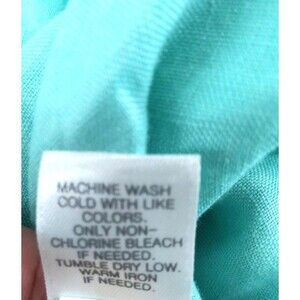 MACHINE WASH
COLD WITH LIKE
COLORS.
ONLY NON-
CHLORINE BLEACH
IF NEEDED.
TUMBLE DRY LOW.
WARM IRON
IF NEEDED.